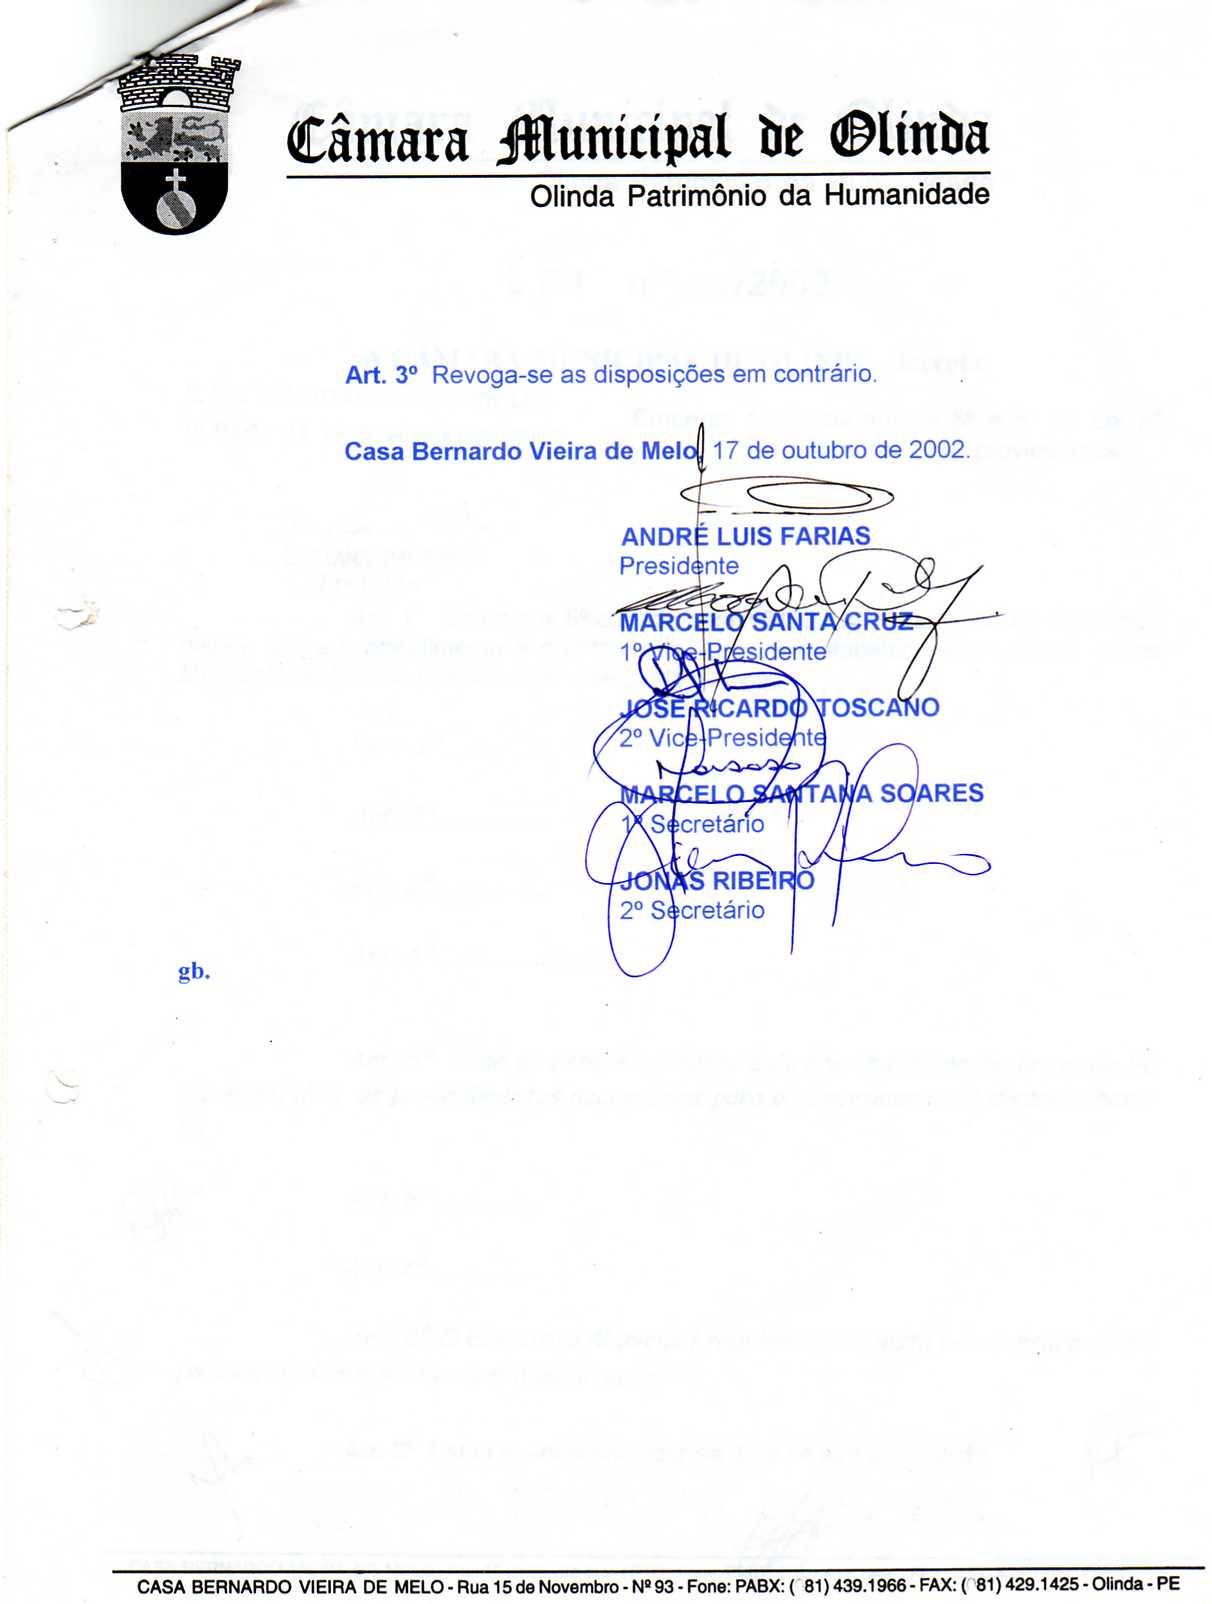 Câmara Municipal de Olinda
Olinda Patrimônio da Humanidade
Art. 3º Revoga-se as disposições em contrário.
Casa Bernardo Vieira de Melo, 17 de outubro de 2002.
ANDRÉ LUIS FARIAS
Presidente
MARCELO SANTA CRUZ
1º Vice-Presidente
JOSÉ RICARDO TOSCANO
2º Vice-Presidente
MARCELO SANTANA SOARES
1º Secretário
JONAS RIBEIRO
2º Secretário
gb.
CASA BERNARDO VIEIRA DE MELO - Rua 15 de Novembro - Nº 93 - Fone: PABX: ( 81) 439.1966 - FAX: ( 81) 429.1425 - Olinda - PE